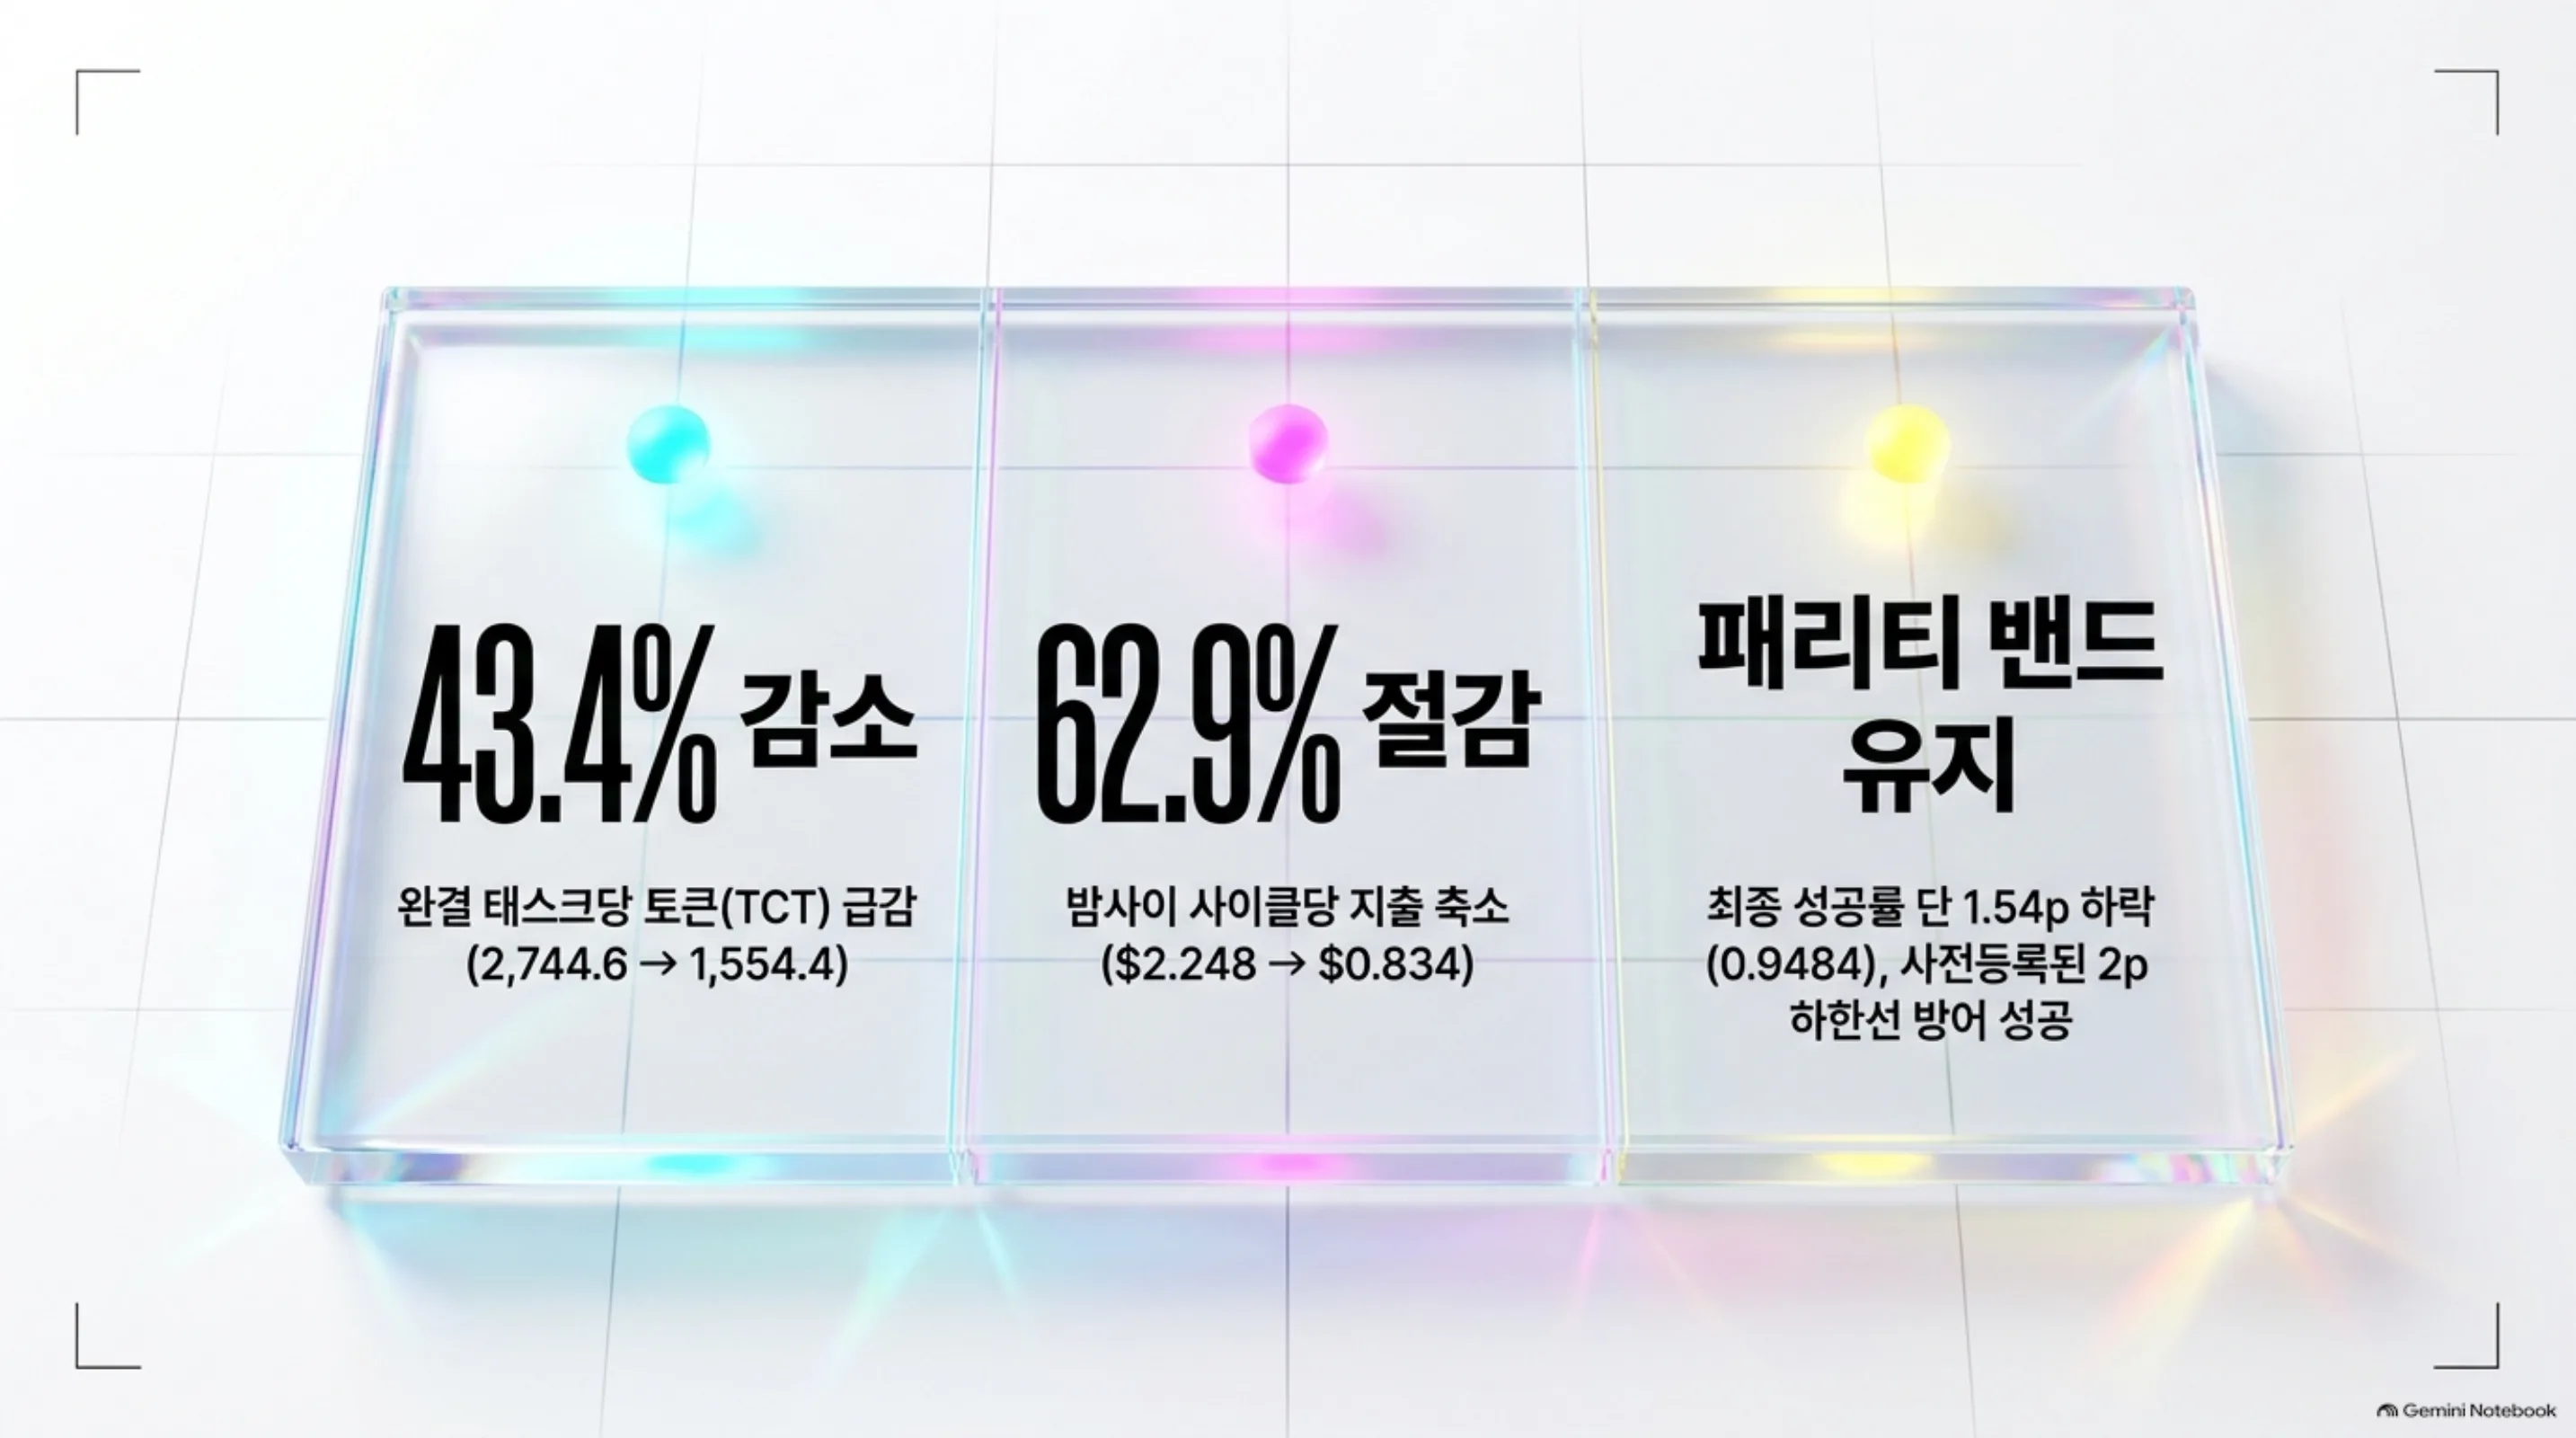 43.4% 감소
완결 태스크당 토큰(TCT) 급감
(2,744.6 → 1,554.4)
62.9% 절감
밤사이 사이클당 지출 축소
($2.248 → $0.834)
패리티 밴드
유지
최종 성공률 단 1.54p 하락
(0.9484), 사전등록된 2p
하한선 방어 성공
Gemini Notebook